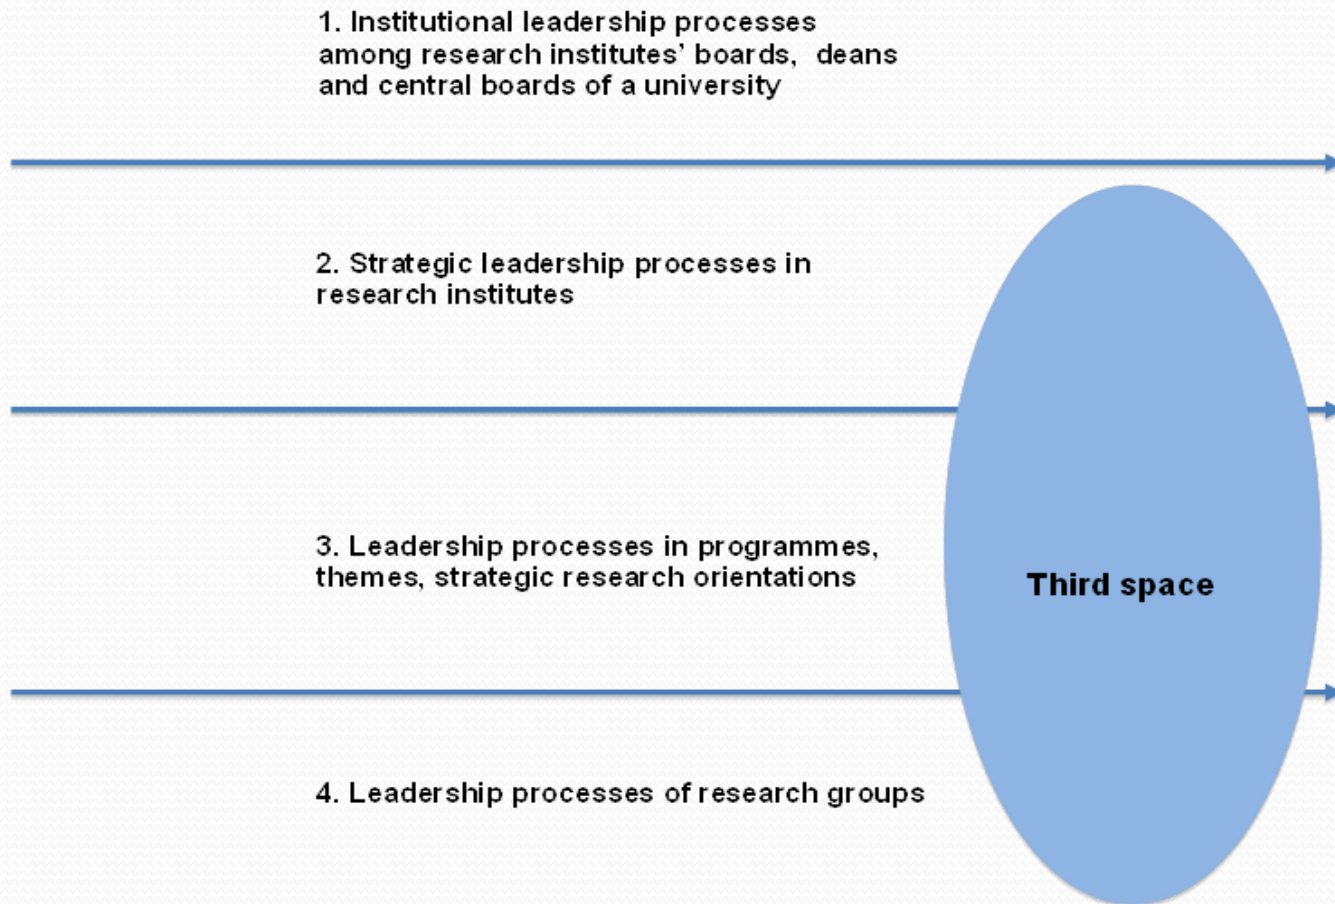 1. Institutional leadership processes
among research institutes’ boards, deans
and central boards of a university
2. Strategic leadership processes in
research institutes
3. Leadership processes in programmes,
themes, strategic research orientations
Third space
4. Leadership processes of research groups